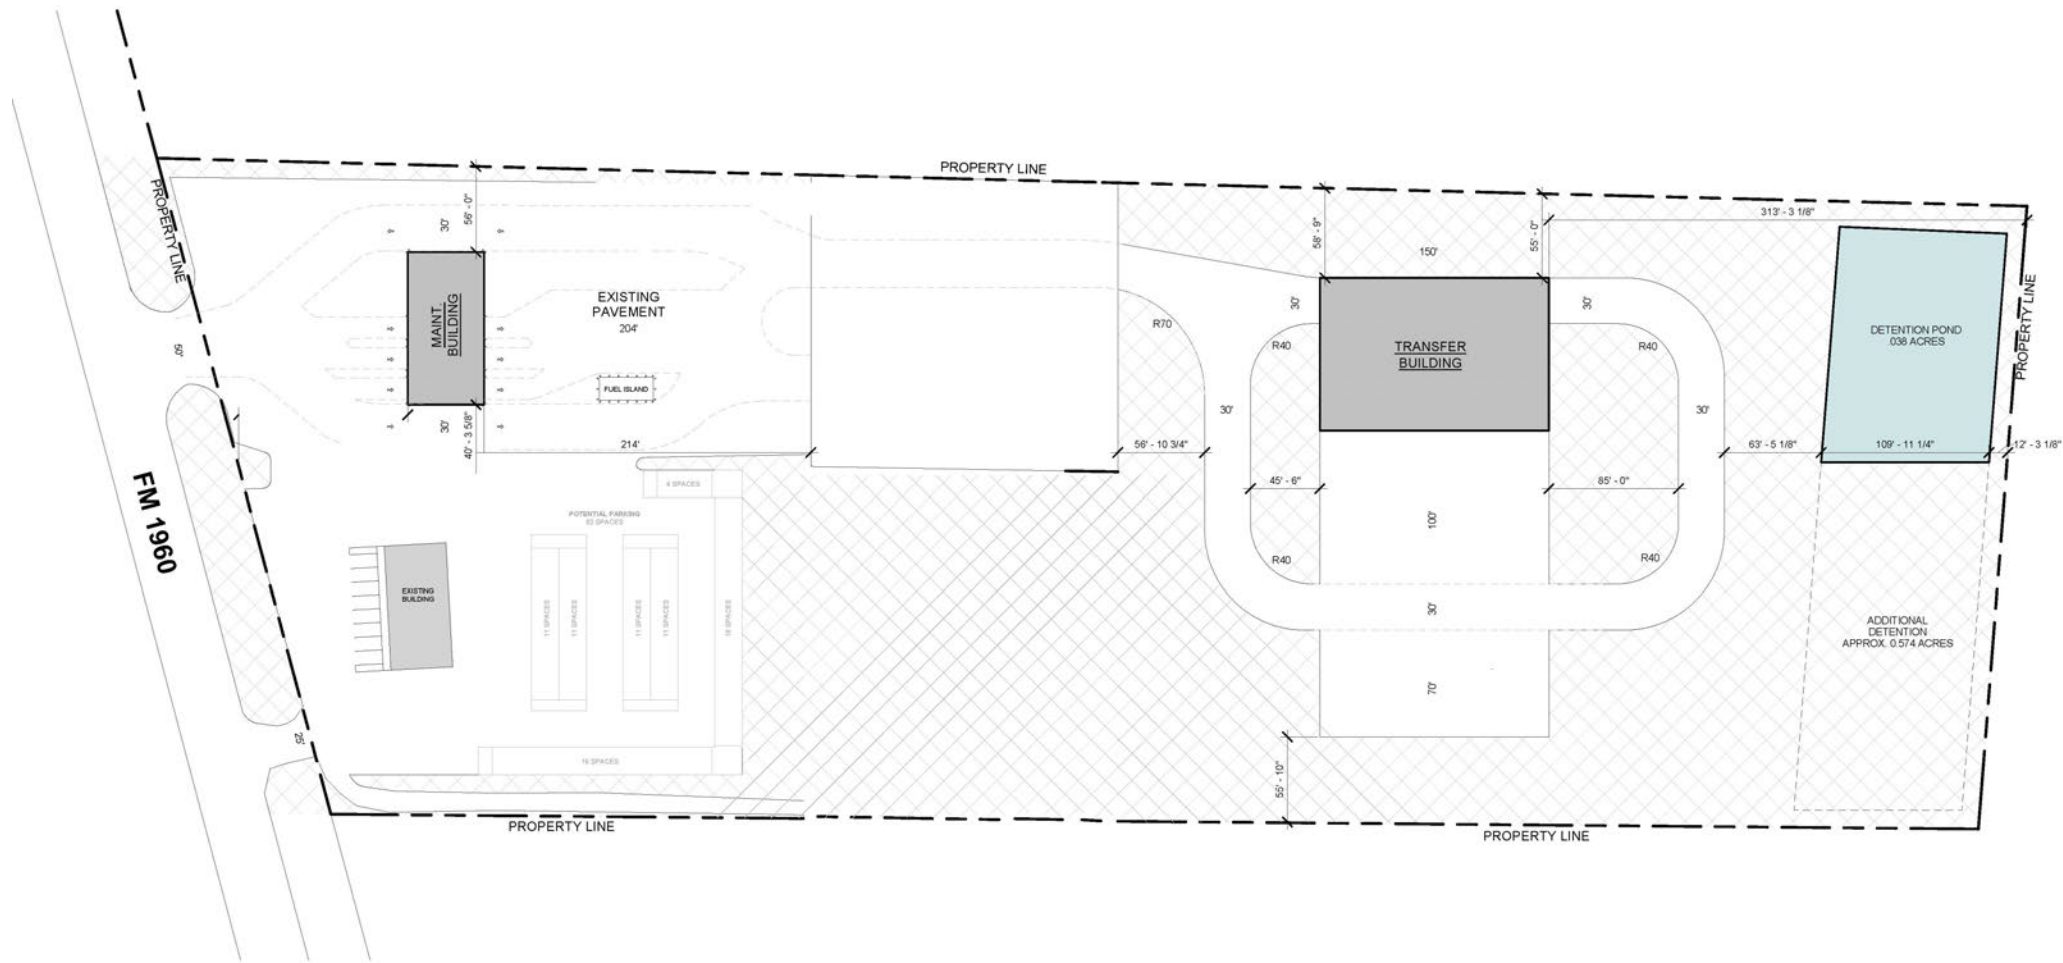 PROPERTY LINE
PROPERTY LINE
56' - 0"
30'
MAINT.
BUILDING
30'
40' - 3 5/8"
EXISTING
PAVEMENT
204'
FUEL ISLAND
214'
50'
FM 1960
25'
4 SPACES
POTENTIAL PARKING
EXISTING
BUILDING
11 SPACES
11 SPACES
11 SPACES
11 SPACES
16 SPACES
PROPERTY LINE
R70
56' - 10 3/4"
58' - 9"
150'
55' - 0"
313' - 3 1/8"
30'
30'
R40
TRANSFER
BUILDING
R40
30'
30'
45' - 6"
85' - 0"
100'
R40
R40
30'
70'
63' - 5 1/8"
DETENTION POND
.038 ACRES
109' - 11 1/4"
12' - 3 1/8"
PROPERTY LINE
ADDITIONAL
DETENTION
APPROX. 0.574 ACRES
PROPERTY LINE